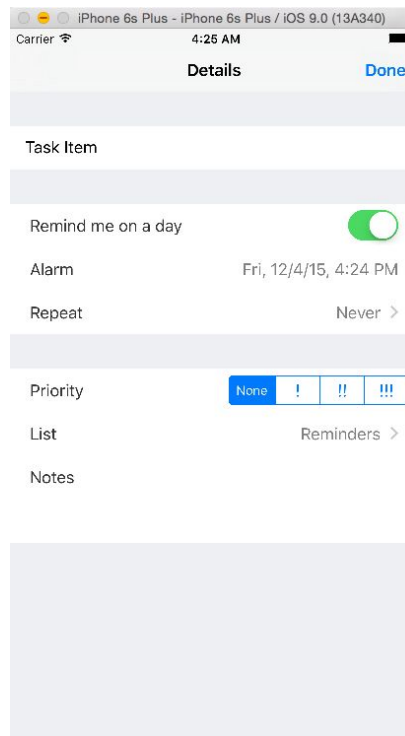 iPhone 6s Plus - iPhone 6s Plus / iOS 9.0 (13A340)
Carrier 4:25 AM
Details Done
Task Item
Remind me on a day
Alarm Fri, 12/4/15, 4:24 PM
Repeat Never >
Priority None ! !! !!!
List Reminders >
Notes